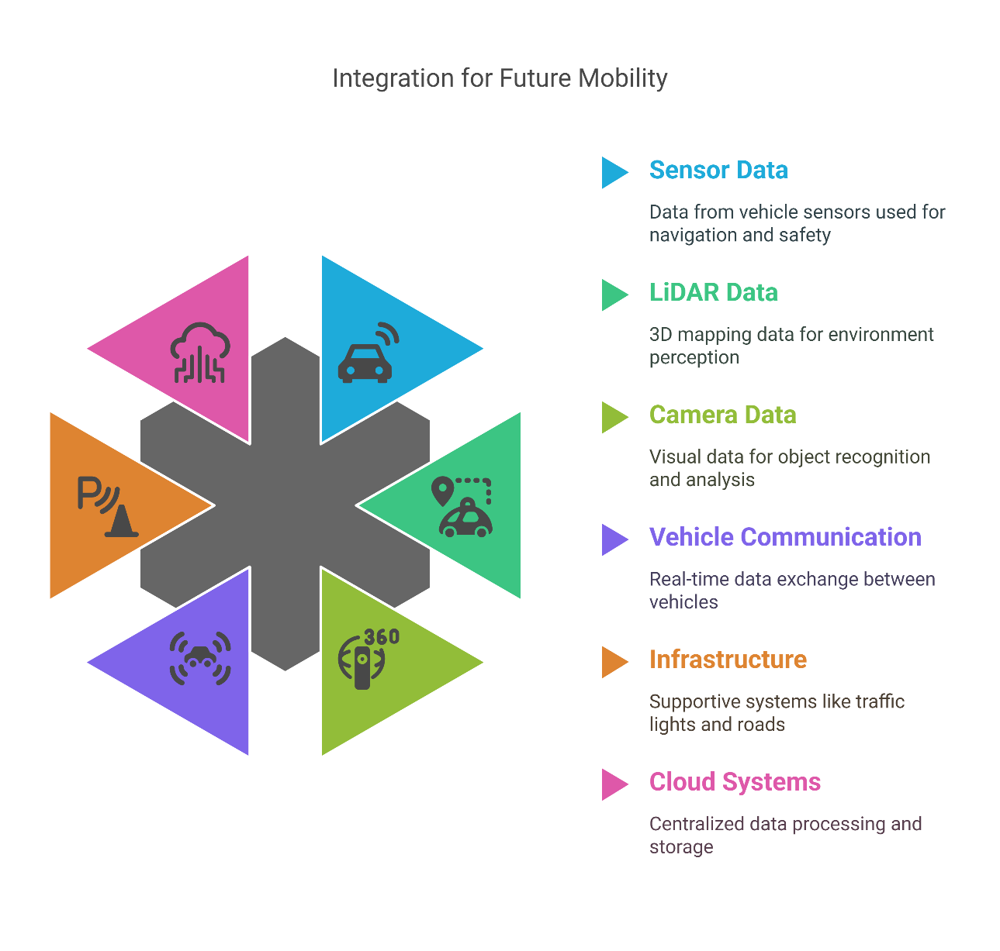 Integration for Future Mobility
Sensor Data
Data from vehicle sensors used for
navigation and safety
LiDAR Data
3D mapping data for environment
perception
Camera Data
Visual data for object recognition
and analysis
Vehicle Communication
Real-time data exchange between
vehicles
Infrastructure
Supportive systems like traffic
lights and roads
Cloud Systems
Centralized data processing and
storage
P
360